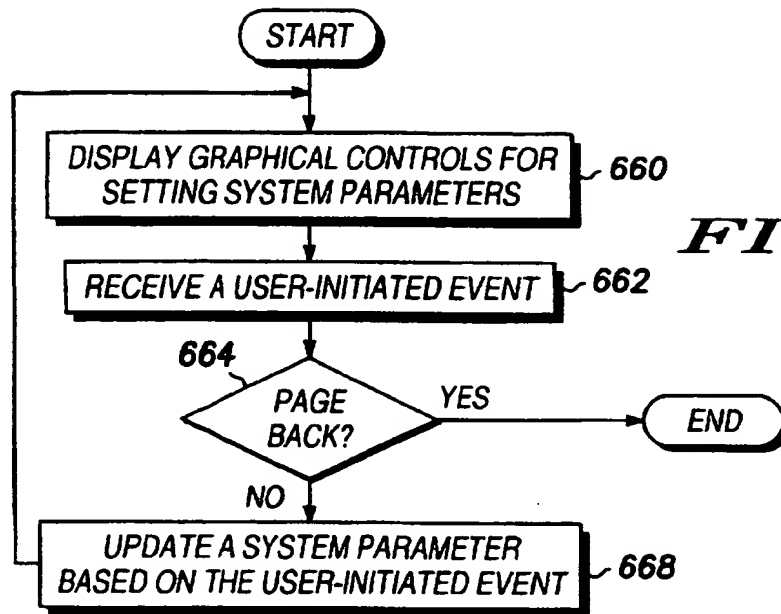 START
DISPLAY GRAPHICAL CONTROLS FOR
SETTING SYSTEM PARAMETERS
660
FI
RECEIVE A USER-INITIATED EVENT
662
664
PAGE
BACK?
YES
END
NO
UPDATE A SYSTEM PARAMETER
BASED ON THE USER-INITIATED EVENT
668